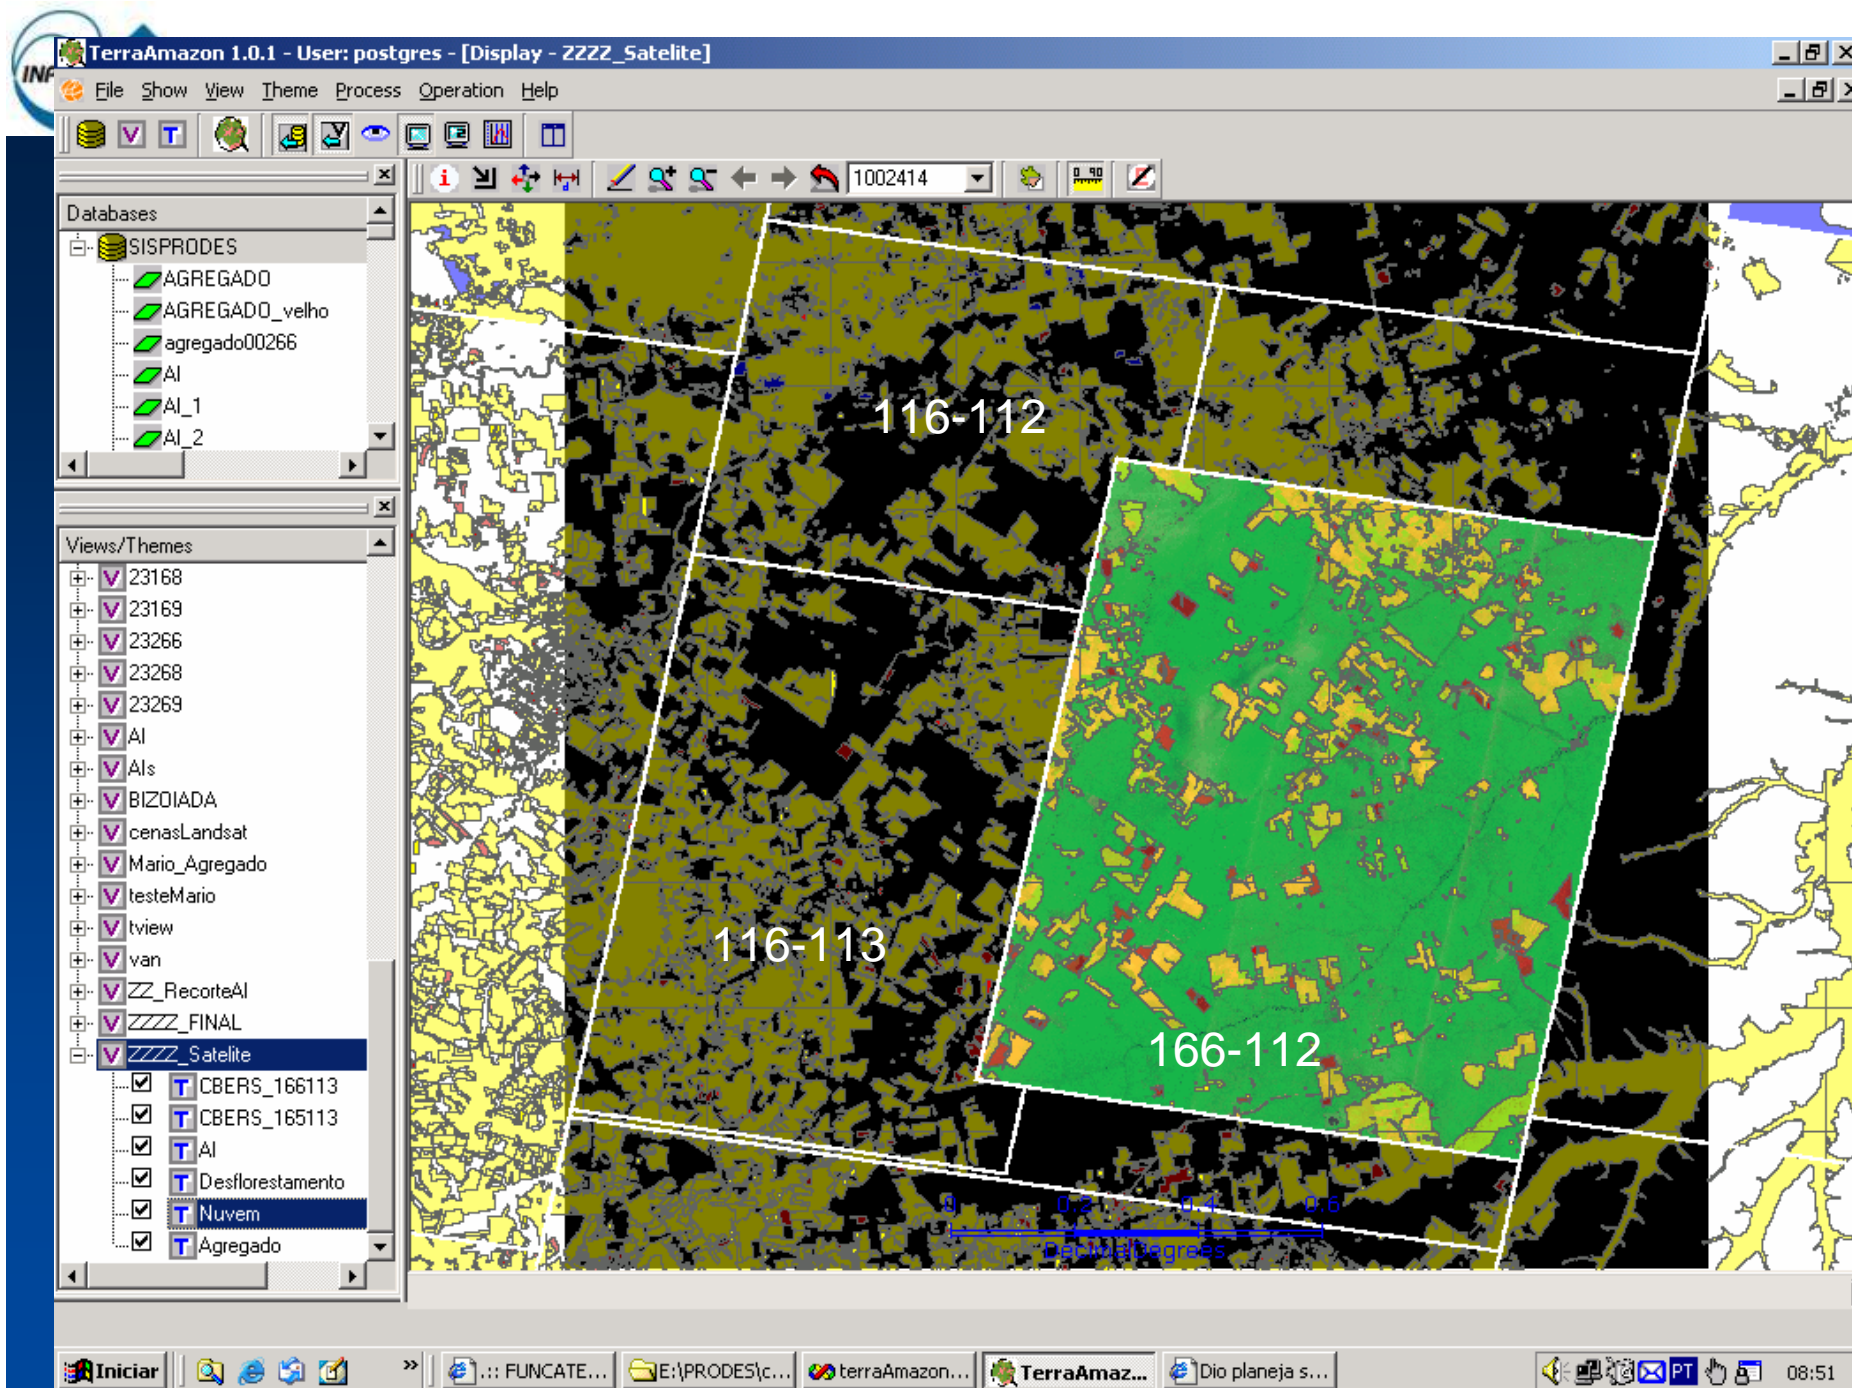 INP
TerraAmazon 1.0.1 - User: postgres - [Display - ZZZZ_Satelite]
File Show View Theme Process Operation Help
V T
1002414
Databases
SISPRODES
AGREGADO
AGREGADO_velho
agregado00266
AI
AI_1
AI_2
Views/Themes
V 23168
V 23169
V 23266
V 23268
V 23269
V AI
V AIs
V BIZOIADA
V cenasLandsat
V Mario_Agregado
V testeMario
V tview
V van
V ZZ_RecorteAI
V ZZZZ_FINAL
V ZZZZ_Satelite
T CBERS_166113
T CBERS_165113
T AI
T Desflorestamento
T Nuvem
T Agregado
116-112
116-113
166-112
0 0.2 0.4 0.6
DecimalDegrees
Iniciar
.:: FUNCATE... E:\PRODES\c... terraAmazon... TerraAmaz... Dio planeja s... PT 08:51